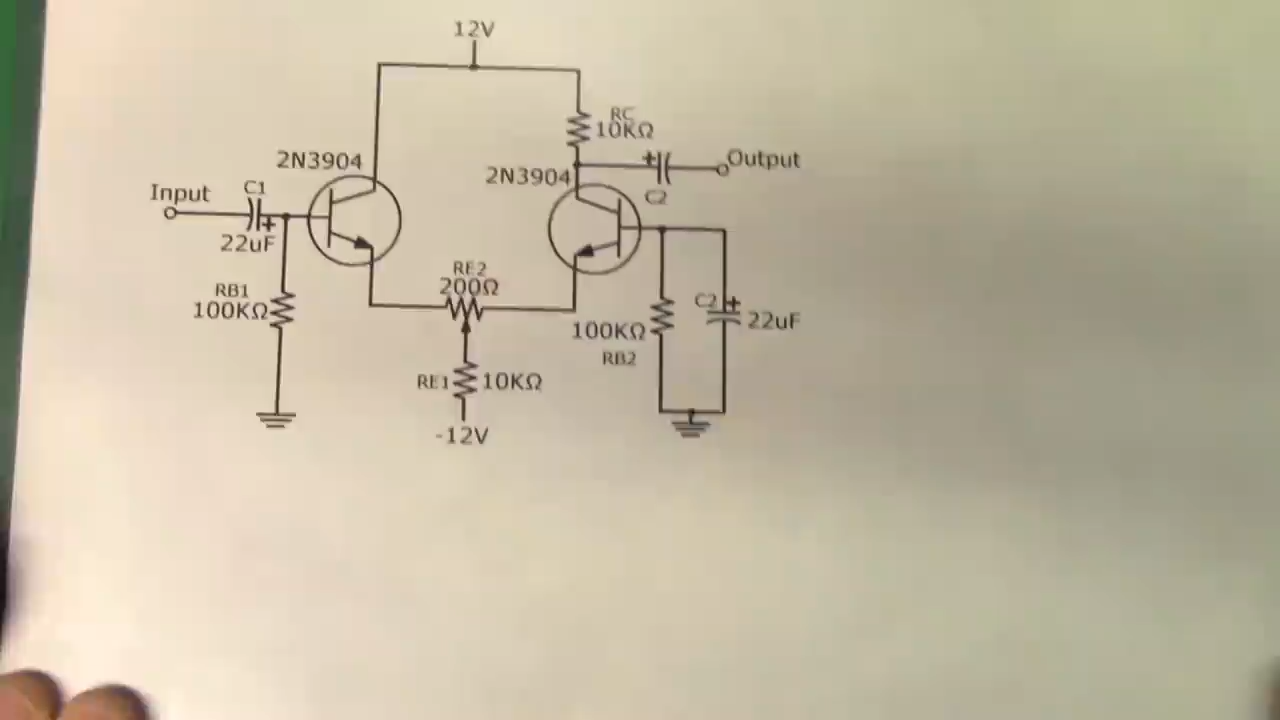 12V
RC
10KΩ
2N3904
Output
2N3904
Input
C1
C2
22uF
RE2
200Ω
RB1
100KΩ
C2
22uF
100KΩ
RB2
RE1
10KΩ
-12V